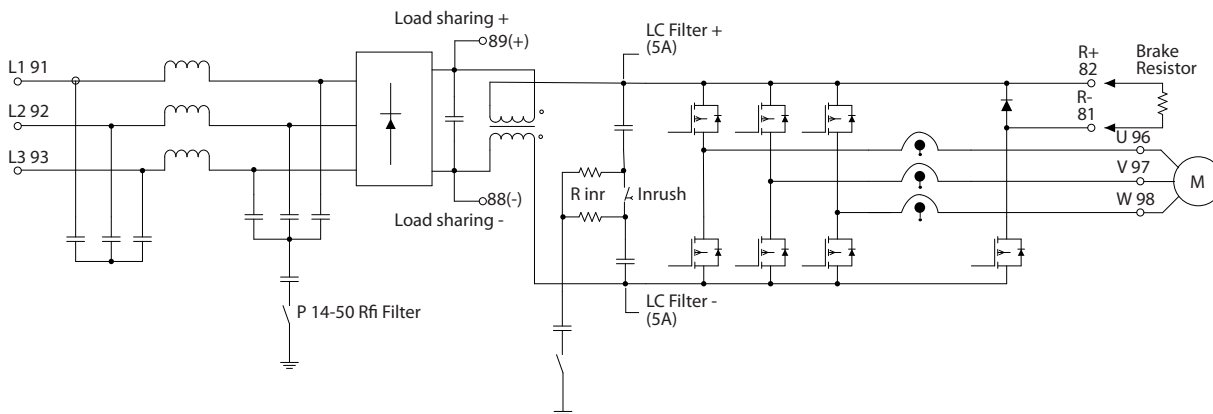 Load sharing +
89(+)
LC Filter +
(5A)
R+
82
Brake
Resistor
L1 91
R-
81
L2 92
U 96
L3 93
V 97
M
88(-)
R inr
Inrush
W 98
Load sharing -
P 14-50 Rfi Filter
LC Filter -
(5A)